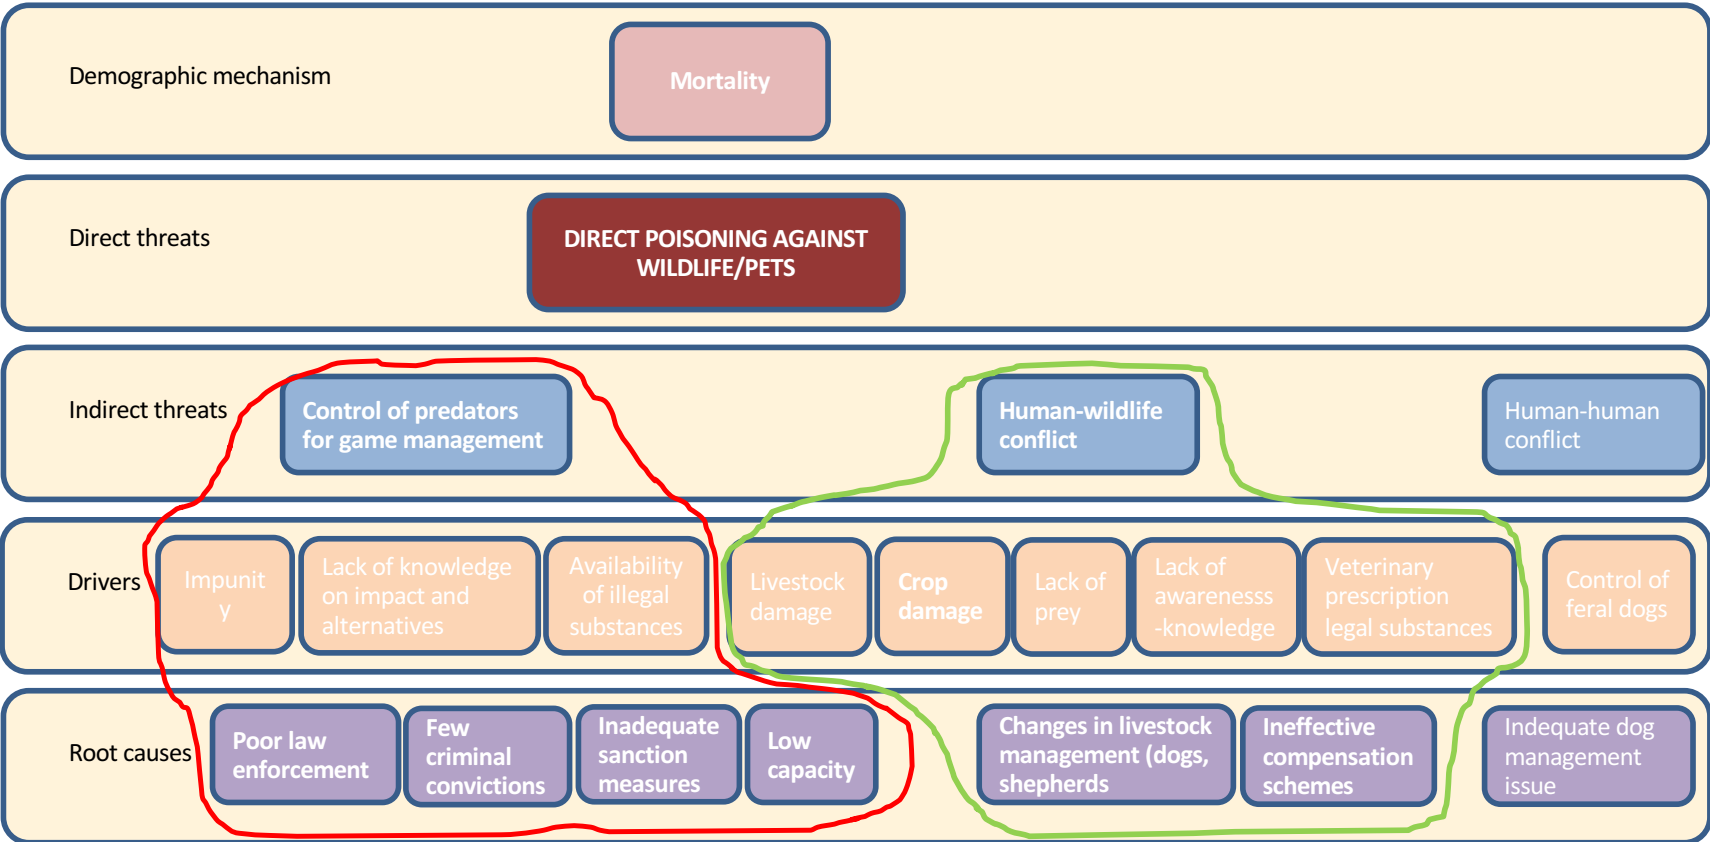 Demographic mechanism
Mortality
Direct threats
DIRECT POISONING AGAINST
WILDLIFE/PETS
Indirect threats
Control of predators
for game management
Human-wildlife
conflict
Human-human
conflict
Drivers
Impunit
y
Lack of knowledge
on impact and
alternatives
Availability
of illegal
substances
Livestock
damage
Crop
damage
Lack of
prey
Lack of
awarenesss
-knowledge
Veterinary
prescription
legal substances
Control of
feral dogs
Root causes
Poor law
enforcement
Few
criminal
convictions
Inadequate
sanction
measures
Low
capacity
Changes in livestock
management (dogs,
shepherds
Ineffective
compensation
schemes
Indequate dog
management
issue